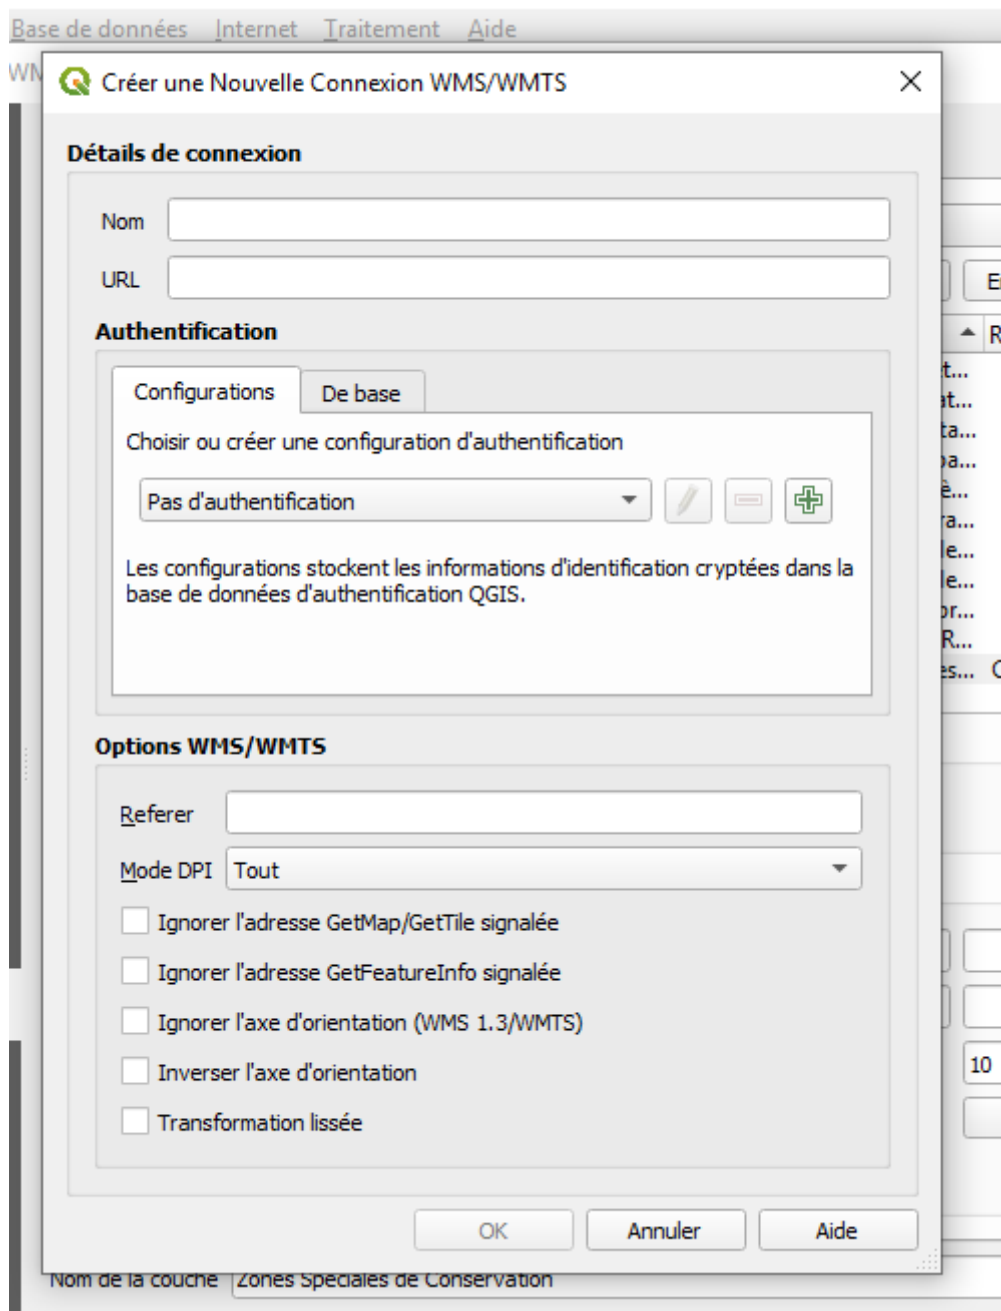 Base de données Internet Traitement Aide
Créer une Nouvelle Connexion WMS/WMTS
Détails de connexion
Nom
URL
Authentification
Configurations De base
Choisir ou créer une configuration d'authentification
Pas d'authentification
Les configurations stockent les informations d'identification cryptées dans la
base de données d'authentification QGIS.
Options WMS/WMTS
Referer
Mode DPI Tout
Ignorer l'adresse GetMap/GetTile signalée
Ignorer l'adresse GetFeatureInfo signalée
Ignorer l'axe d'orientation (WMS 1.3/WMTS)
Inverser l'axe d'orientation
10
Transformation lissée
OK Annuler Aide
Nom de la couche Zones Spéciales de Conservation